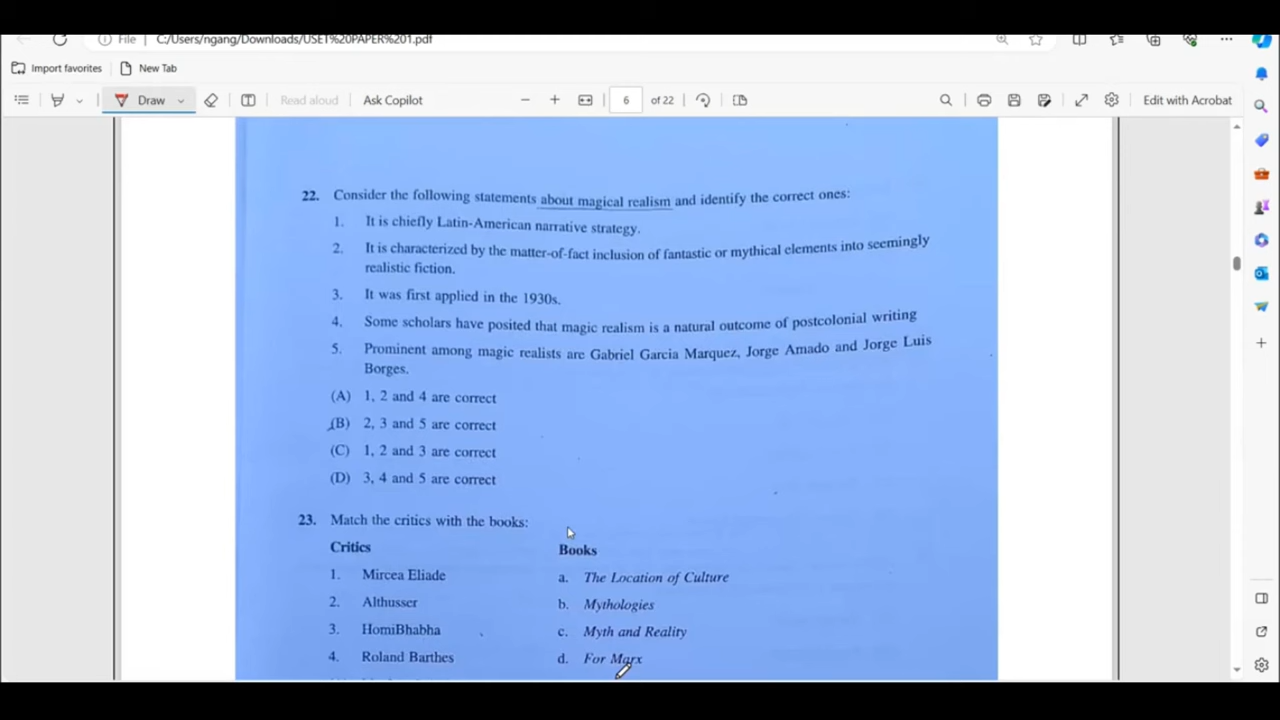 File C:/Users/ngang/Downloads/USET%20PAPER%201.pdf
Import favorites New Tab
Draw Read aloud Ask Copilot 6 of 22 Edit with Acrobat
22. Consider the following statements about magical realism and identify the correct ones:
1. It is chiefly Latin-American narrative strategy.
2. It is characterized by the matter-of-fact inclusion of fantastic or mythical elements into seemingly
realistic fiction.
3. It was first applied in the 1930s.
4. Some scholars have posited that magic realism is a natural outcome of postcolonial writing
5. Prominent among magic realists are Gabriel Garcia Marquez, Jorge Amado and Jorge Luis
Borges.
(A) 1, 2 and 4 are correct
(B) 2, 3 and 5 are correct
(C) 1, 2 and 3 are correct
(D) 3, 4 and 5 are correct
23. Match the critics with the books:
Critics Books
1. Mircea Eliade a. The Location of Culture
2. Althusser b. Mythologies
3. HomiBhabha c. Myth and Reality
4. Roland Barthes d. For Marx